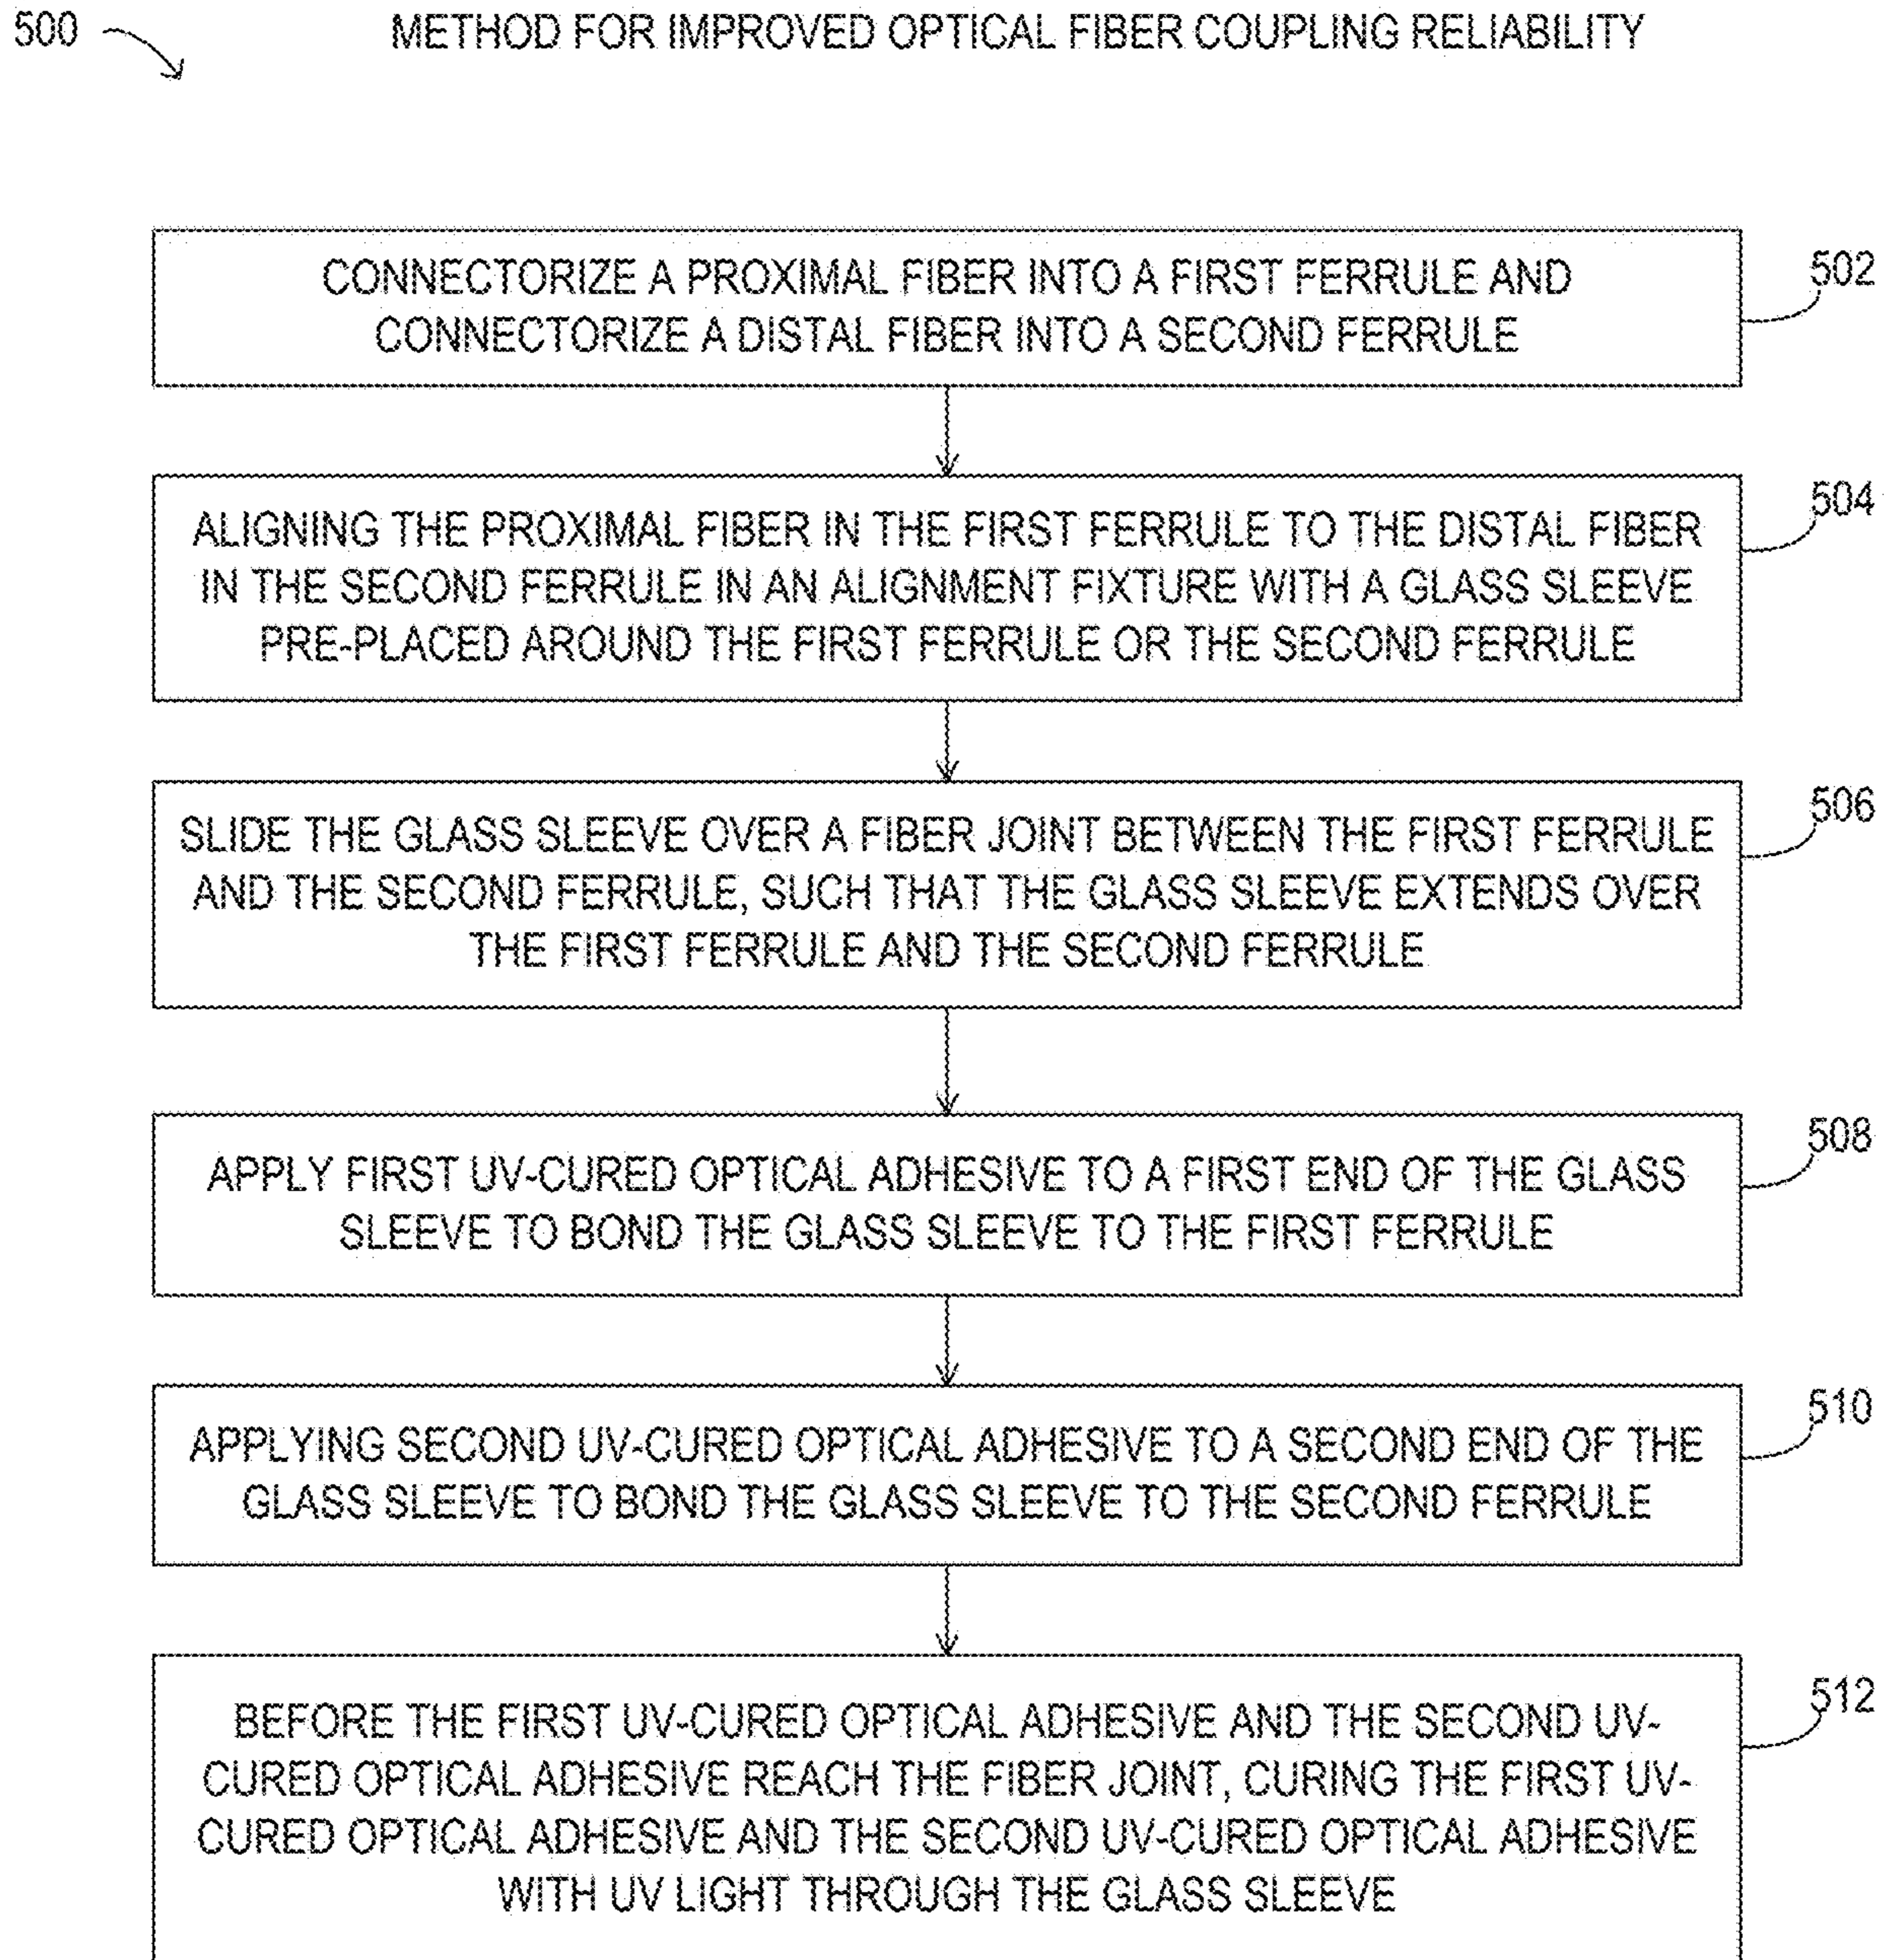 500
METHOD FOR IMPROVED OPTICAL FIBER COUPLING RELIABILITY
CONNECTORIZE A PROXIMAL FIBER INTO A FIRST FERRULE AND
CONNECTORIZE A DISTAL FIBER INTO A SECOND FERRULE
502
ALIGNING THE PROXIMAL FIBER IN THE FIRST FERRULE TO THE DISTAL FIBER
IN THE SECOND FERRULE IN AN ALIGNMENT FIXTURE WITH A GLASS SLEEVE
PRE-PLACED AROUND THE FIRST FERRULE OR THE SECOND FERRULE
504
SLIDE THE GLASS SLEEVE OVER A FIBER JOINT BETWEEN THE FIRST FERRULE
AND THE SECOND FERRULE, SUCH THAT THE GLASS SLEEVE EXTENDS OVER
THE FIRST FERRULE AND THE SECOND FERRULE
506
APPLY FIRST UV-CURED OPTICAL ADHESIVE TO A FIRST END OF THE GLASS
SLEEVE TO BOND THE GLASS SLEEVE TO THE FIRST FERRULE
508
APPLYING SECOND UV-CURED OPTICAL ADHESIVE TO A SECOND END OF THE
GLASS SLEEVE TO BOND THE GLASS SLEEVE TO THE SECOND FERRULE
510
BEFORE THE FIRST UV-CURED OPTICAL ADHESIVE AND THE SECOND UV-
CURED OPTICAL ADHESIVE REACH THE FIBER JOINT, CURING THE FIRST UV-
CURED OPTICAL ADHESIVE AND THE SECOND UV-CURED OPTICAL ADHESIVE
WITH UV LIGHT THROUGH THE GLASS SLEEVE
512